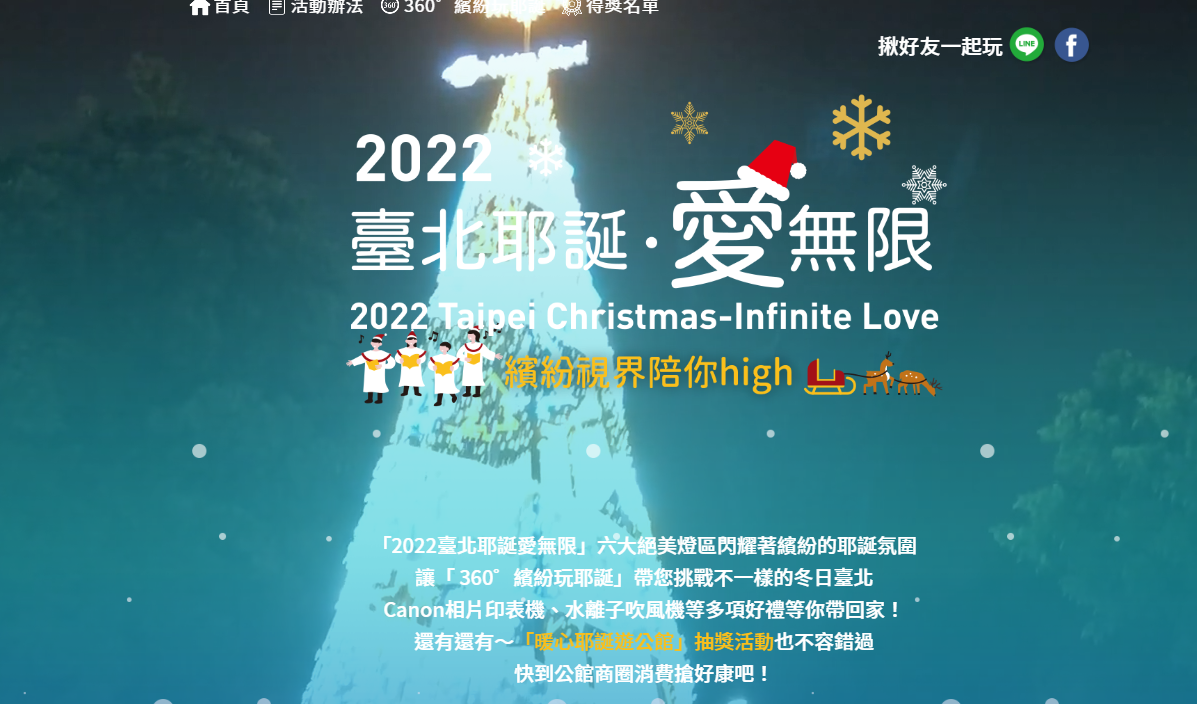 首頁 活動辦法 360°繽紛玩耶誕 得獎名單
揪好友一起玩 LINE f
2022
臺北耶誕·愛無限
2022 Taipei Christmas-Infinite Love
繽紛視界陪你high
「2022臺北耶誕愛無限」六大絕美燈區閃耀著繽紛的耶誕氛圍
讓「360°繽紛玩耶誕」帶您挑戰不一樣的冬日臺北
Canon相片印表機、水離子吹風機等多項好禮等你帶回家！
還有還有～「暖心耶誕遊公館」抽獎活動也不容錯過
快到公館商圈消費搶好康吧！